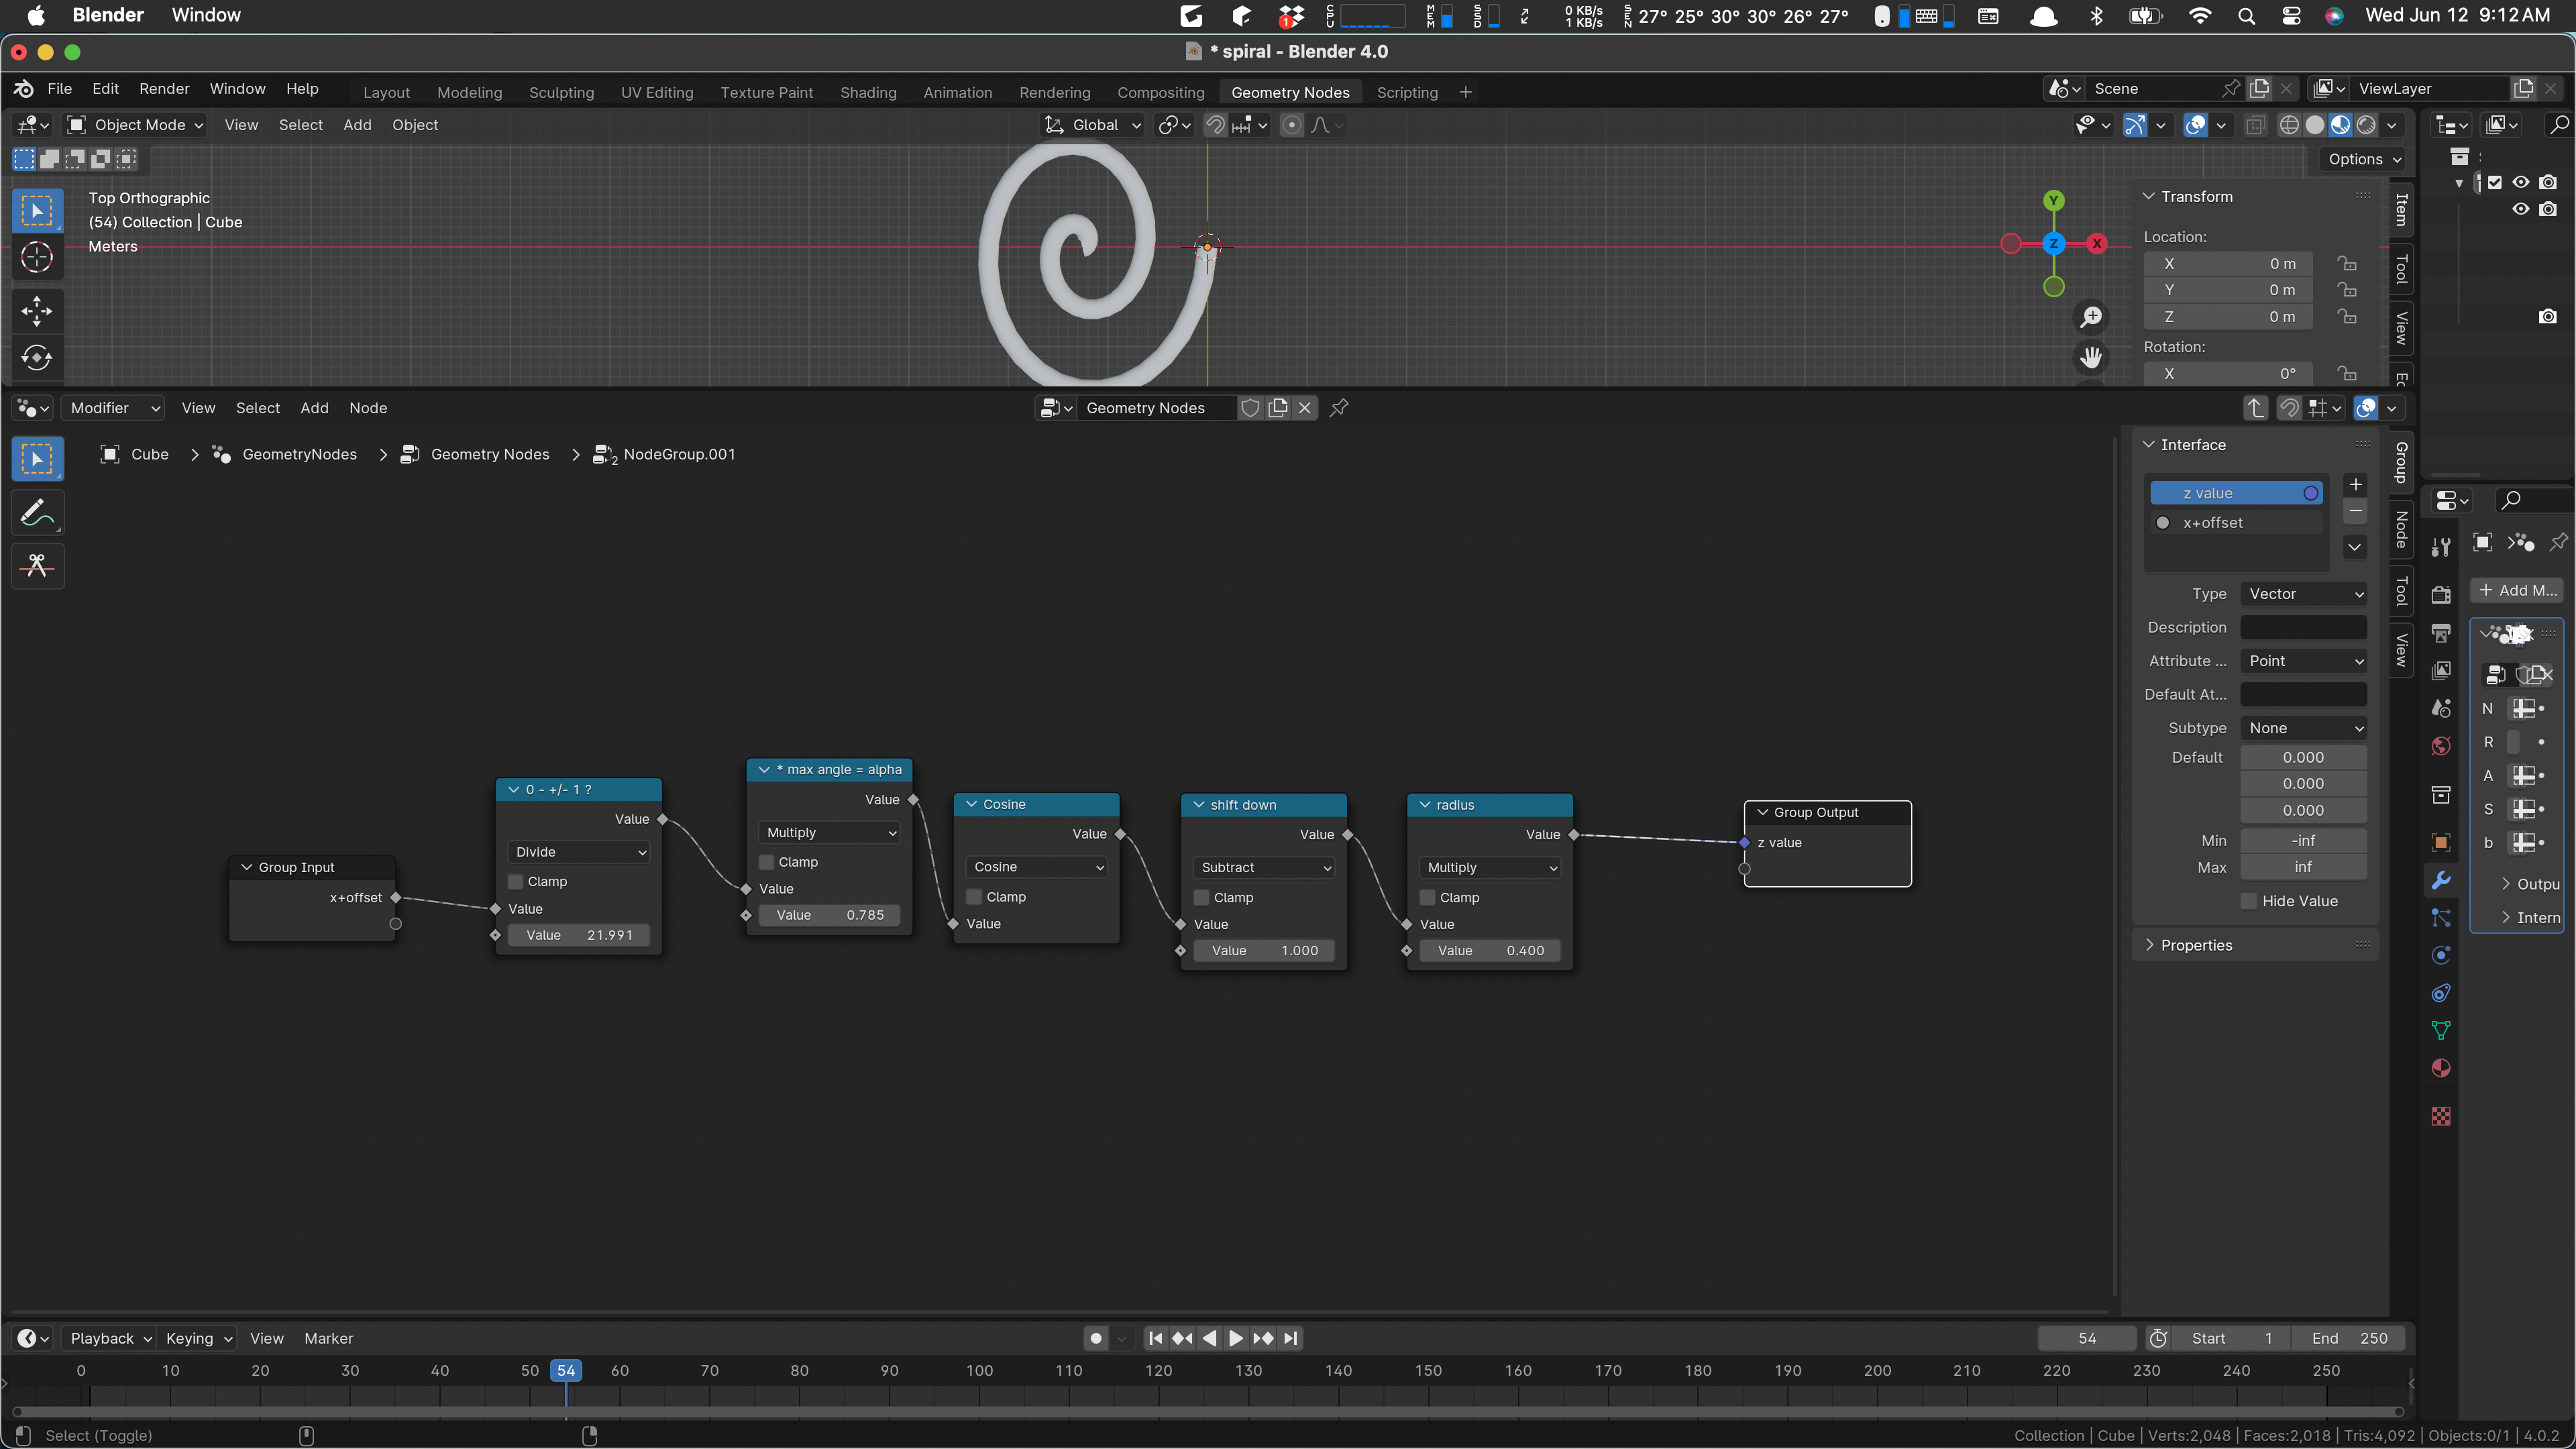 Blender Window
1
CPU
MEM
SSD
0 KB/s
1 KB/s
SEN
27° 25° 30° 30° 26° 27°
Wed Jun 12 9:12 AM
* spiral - Blender 4.0
File Edit Render Window Help
Layout Modeling Sculpting UV Editing Texture Paint Shading Animation Rendering Compositing Geometry Nodes Scripting +
Scene
ViewLayer
Object Mode View Select Add Object
Global
Options
Top Orthographic
(54) Collection | Cube
Meters
Y
Z
X
Transform
Location:
X 0 m
Y 0 m
Z 0 m
Rotation:
X 0°
Item
Tool
View
Modifier View Select Add Node
Geometry Nodes
Cube > GeometryNodes > Geometry Nodes > 2 NodeGroup.001
Group Input
x+offset
0 - +/- 1 ?
Value
Divide
Clamp
Value
Value 21.991
* max angle = alpha
Value
Multiply
Clamp
Value
Value 0.785
Cosine
Value
Cosine
Clamp
Value
shift down
Value
Subtract
Clamp
Value
Value 1.000
radius
Value
Multiply
Clamp
Value
Value 0.400
Group Output
z value
Interface
z value
x+offset
Type Vector
Description
Attribute ... Point
Default At...
Subtype None
Default 0.000
0.000
0.000
Min -inf
Max inf
Hide Value
Properties
Group
Node
Tool
View
+ Add M...
N
R
A
S
b
> Outpu
> Intern
Playback Keying View Marker
54
Start 1
End 250
0 10 20 30 40 50 54 60 70 80 90 100 110 120 130 140 150 160 170 180 190 200 210 220 230 240 250
Select (Toggle)
Collection | Cube | Verts:2,048 | Faces:2,018 | Tris:4,092 | Objects:0/1 | 4.0.2